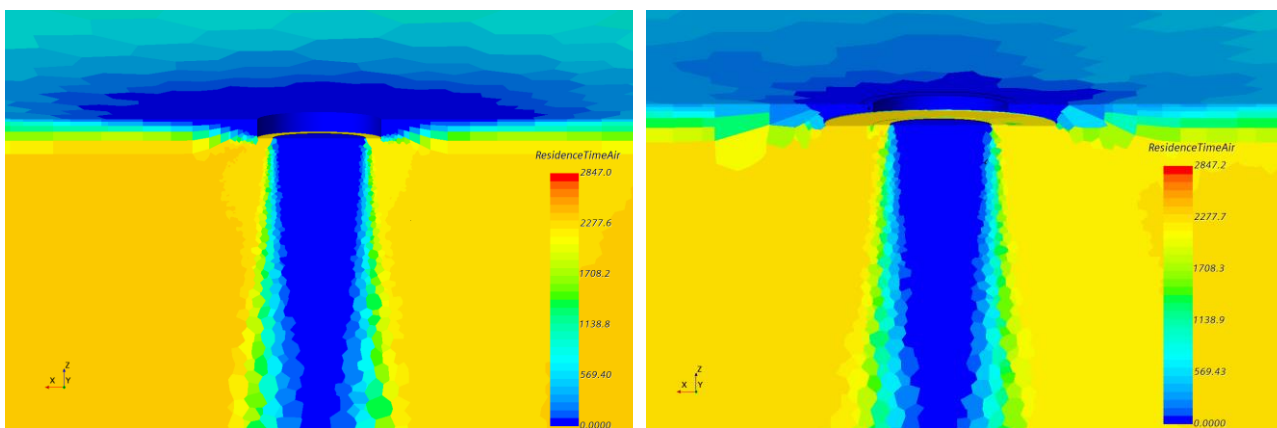 ResidenceTimeAir
2847.0
2277.6
1708.2
1138.8
569.40
0.0000
Z
X
Y
ResidenceTimeAir
2847.2
2277.7
1708.3
1138.9
569.43
0.0000
Z
X
Y